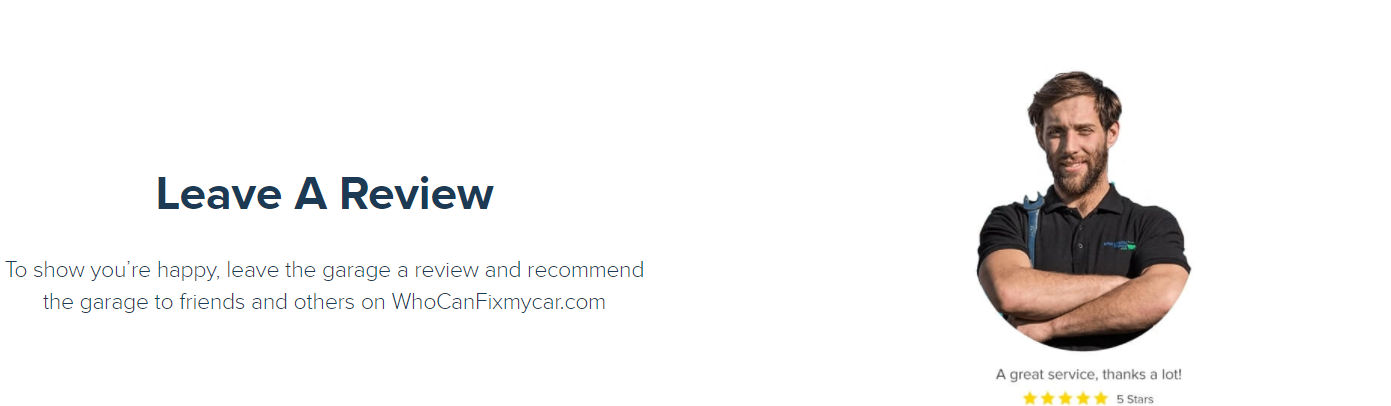 Leave A Review
To show you’re happy, leave the garage a review and recommend
the garage to friends and others on WhoCanFixmycar.com
A great service, thanks a lot!
5 Stars